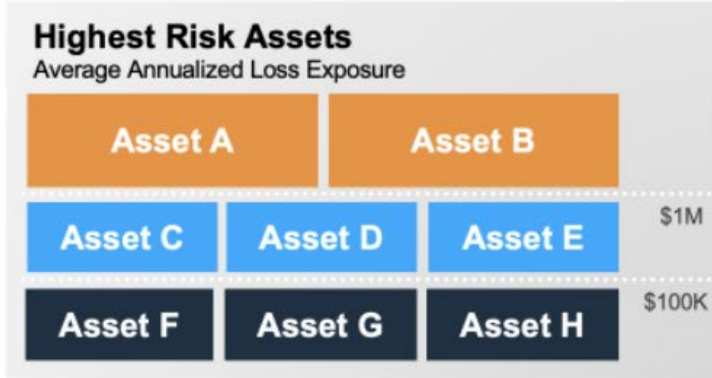 Highest Risk Assets
Average Annualized Loss Exposure
Asset A Asset B
$1M
Asset C Asset D Asset E
$100K
Asset F Asset G Asset H